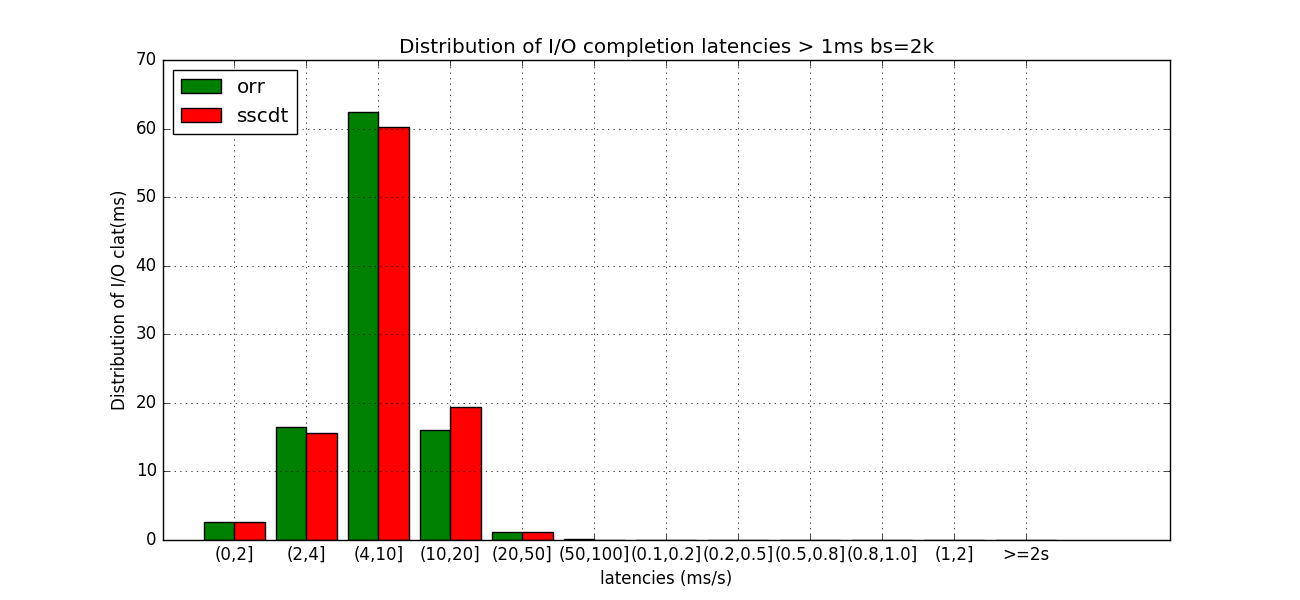 Distribution of I/O completion latencies > 1ms bs=2k
70
60
50
40
30
20
10
0
orr
sscdt
Distribution of I/O clat(ms)
(0,2] (2,4] (4,10] (10,20] (20,50] (50,100] (0.1,0.2] (0.2,0.5] (0.5,0.8] (0.8,1.0] (1,2] >=2s
latencies (ms/s)